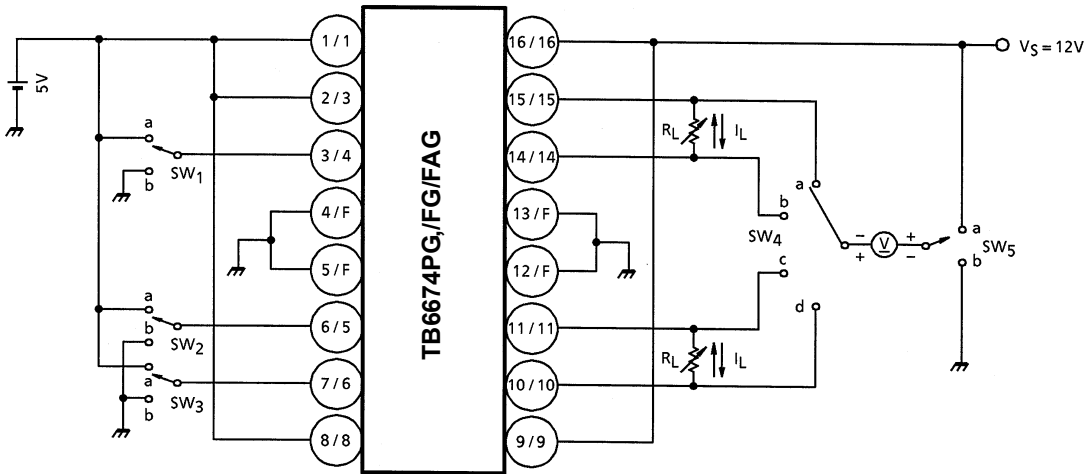 1/1
2/3
3/4
4/F
5/F
6/5
7/6
8/8
16/16
15/15
14/14
13/F
12/F
11/11
10/10
9/9
TB6674PG,/FG/FAG
5V
a
b
SW1
a
b
SW2
a
b
SW3
RL
IL
RL
IL
a
b
SW4
c
d
−
+
V
+
−
a
b
SW5
VS = 12V